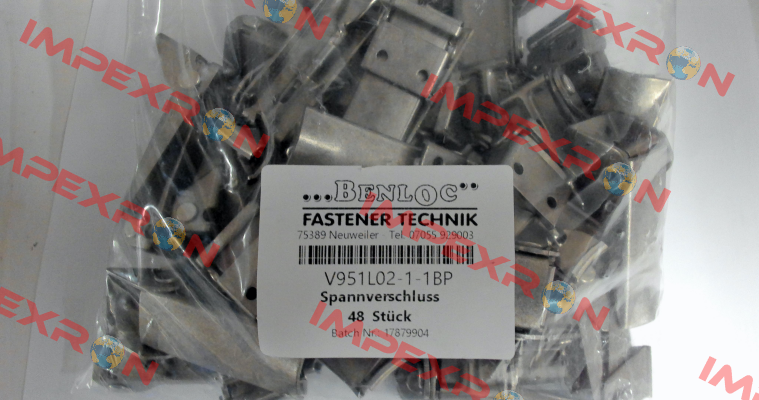 ...BENLOC"
FASTENER TECHNIK
75389 Neuweiler - Tel. 07055 929003
V951L02-1-1BP
Spannverschluss
48 Stück
Batch Nr.: 17879904
IMPEXRON
IMPEXRON
IMPEXRON
IMPEXRON
IMPEXRON
IMPEXRON